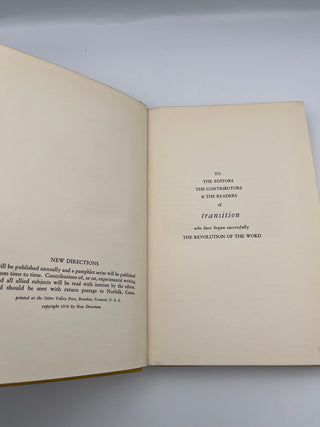 NEW DIRECTIONS
will be published annually and a pamphlet series will be published
from time to time. Contributions of, or on, experimental writing
and all allied subjects will be read with interest by the editor,
and should be sent with return postage to Norfolk, Conn.
printed at the Otter Valley Press, Brandon, Vermont, U. S. A.
copyright 1936 by New Directions
TO
THE EDITORS
THE CONTRIBUTORS
& THE READERS
of
transition
who have begun successfully
THE REVOLUTION OF THE WORD